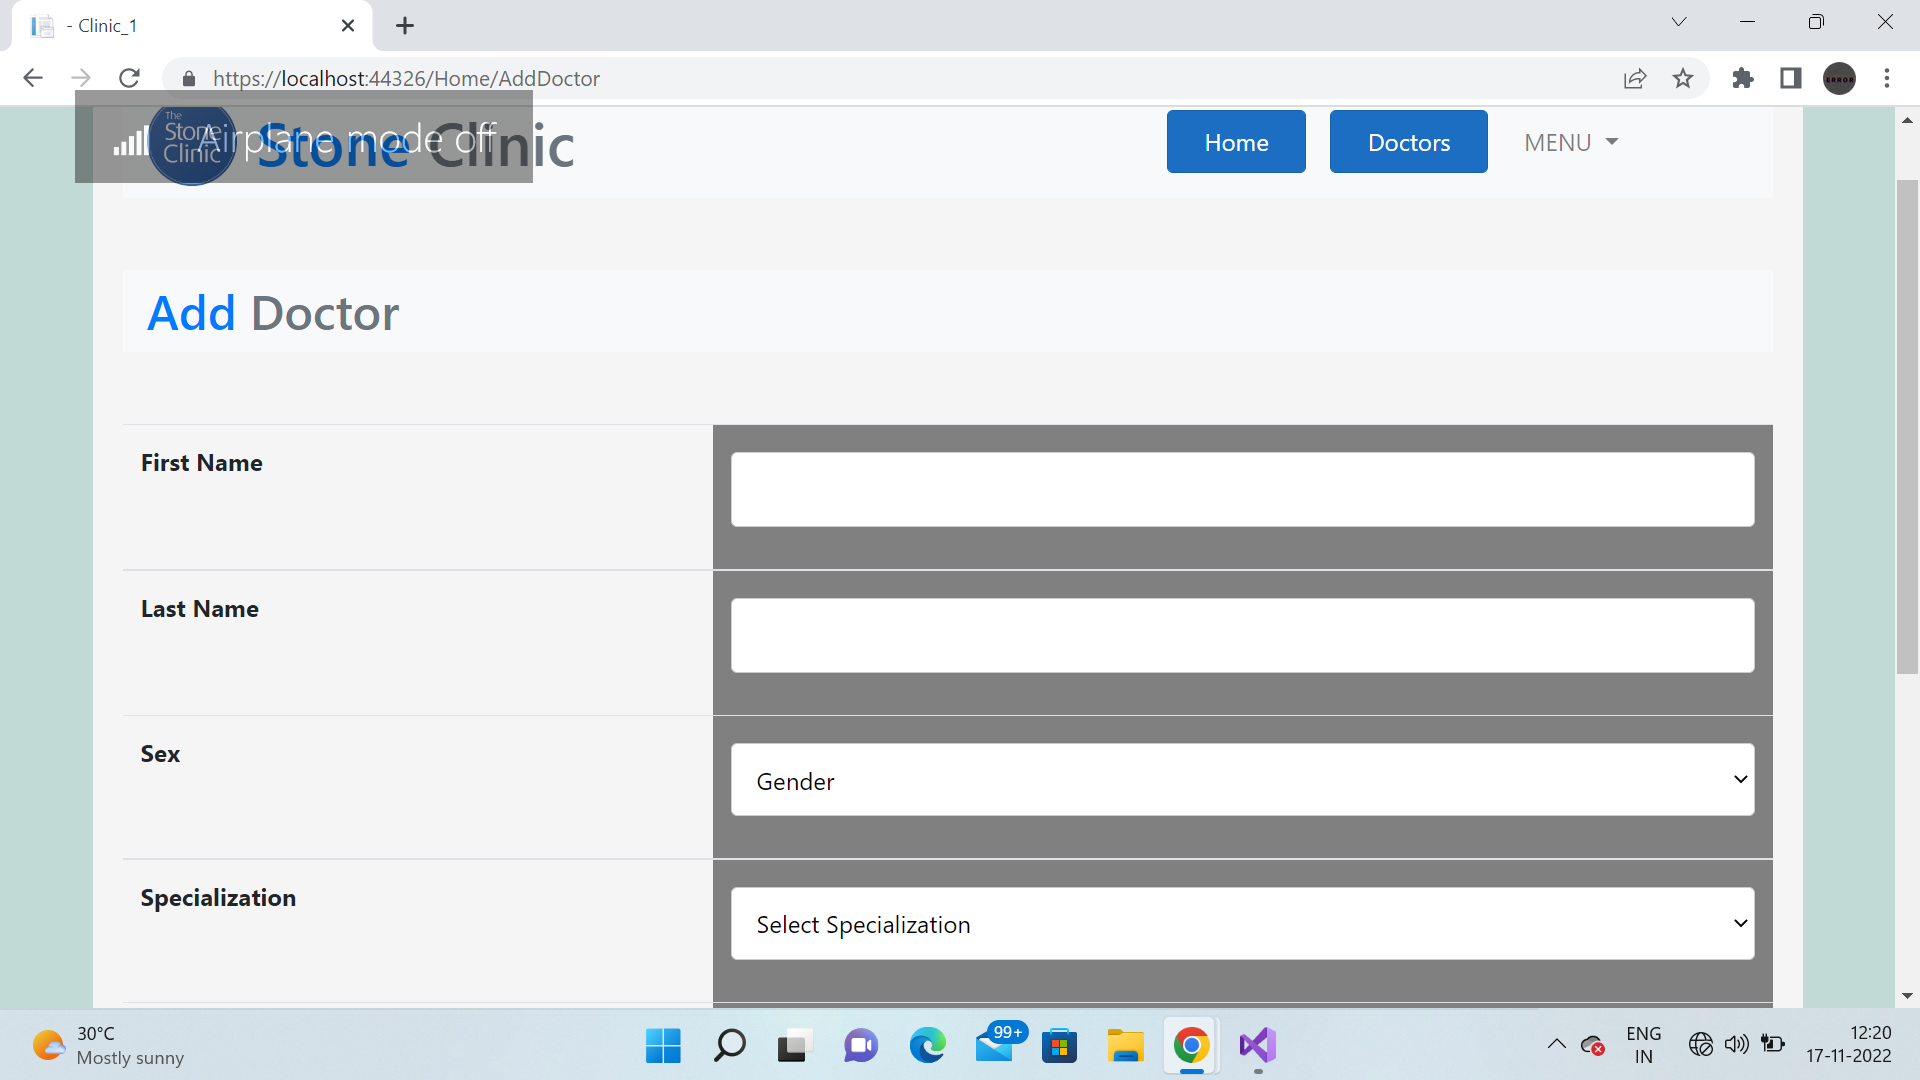 - Clinic_1
https://localhost:44326/Home/AddDoctor
The
Stone
Clinic
Stone Clinic
Airplane mode off
Home
Doctors
MENU
Add Doctor
First Name
Last Name
Sex
Gender
Specialization
Select Specialization
30°C
Mostly sunny
99+
ENG
IN
12:20
17-11-2022